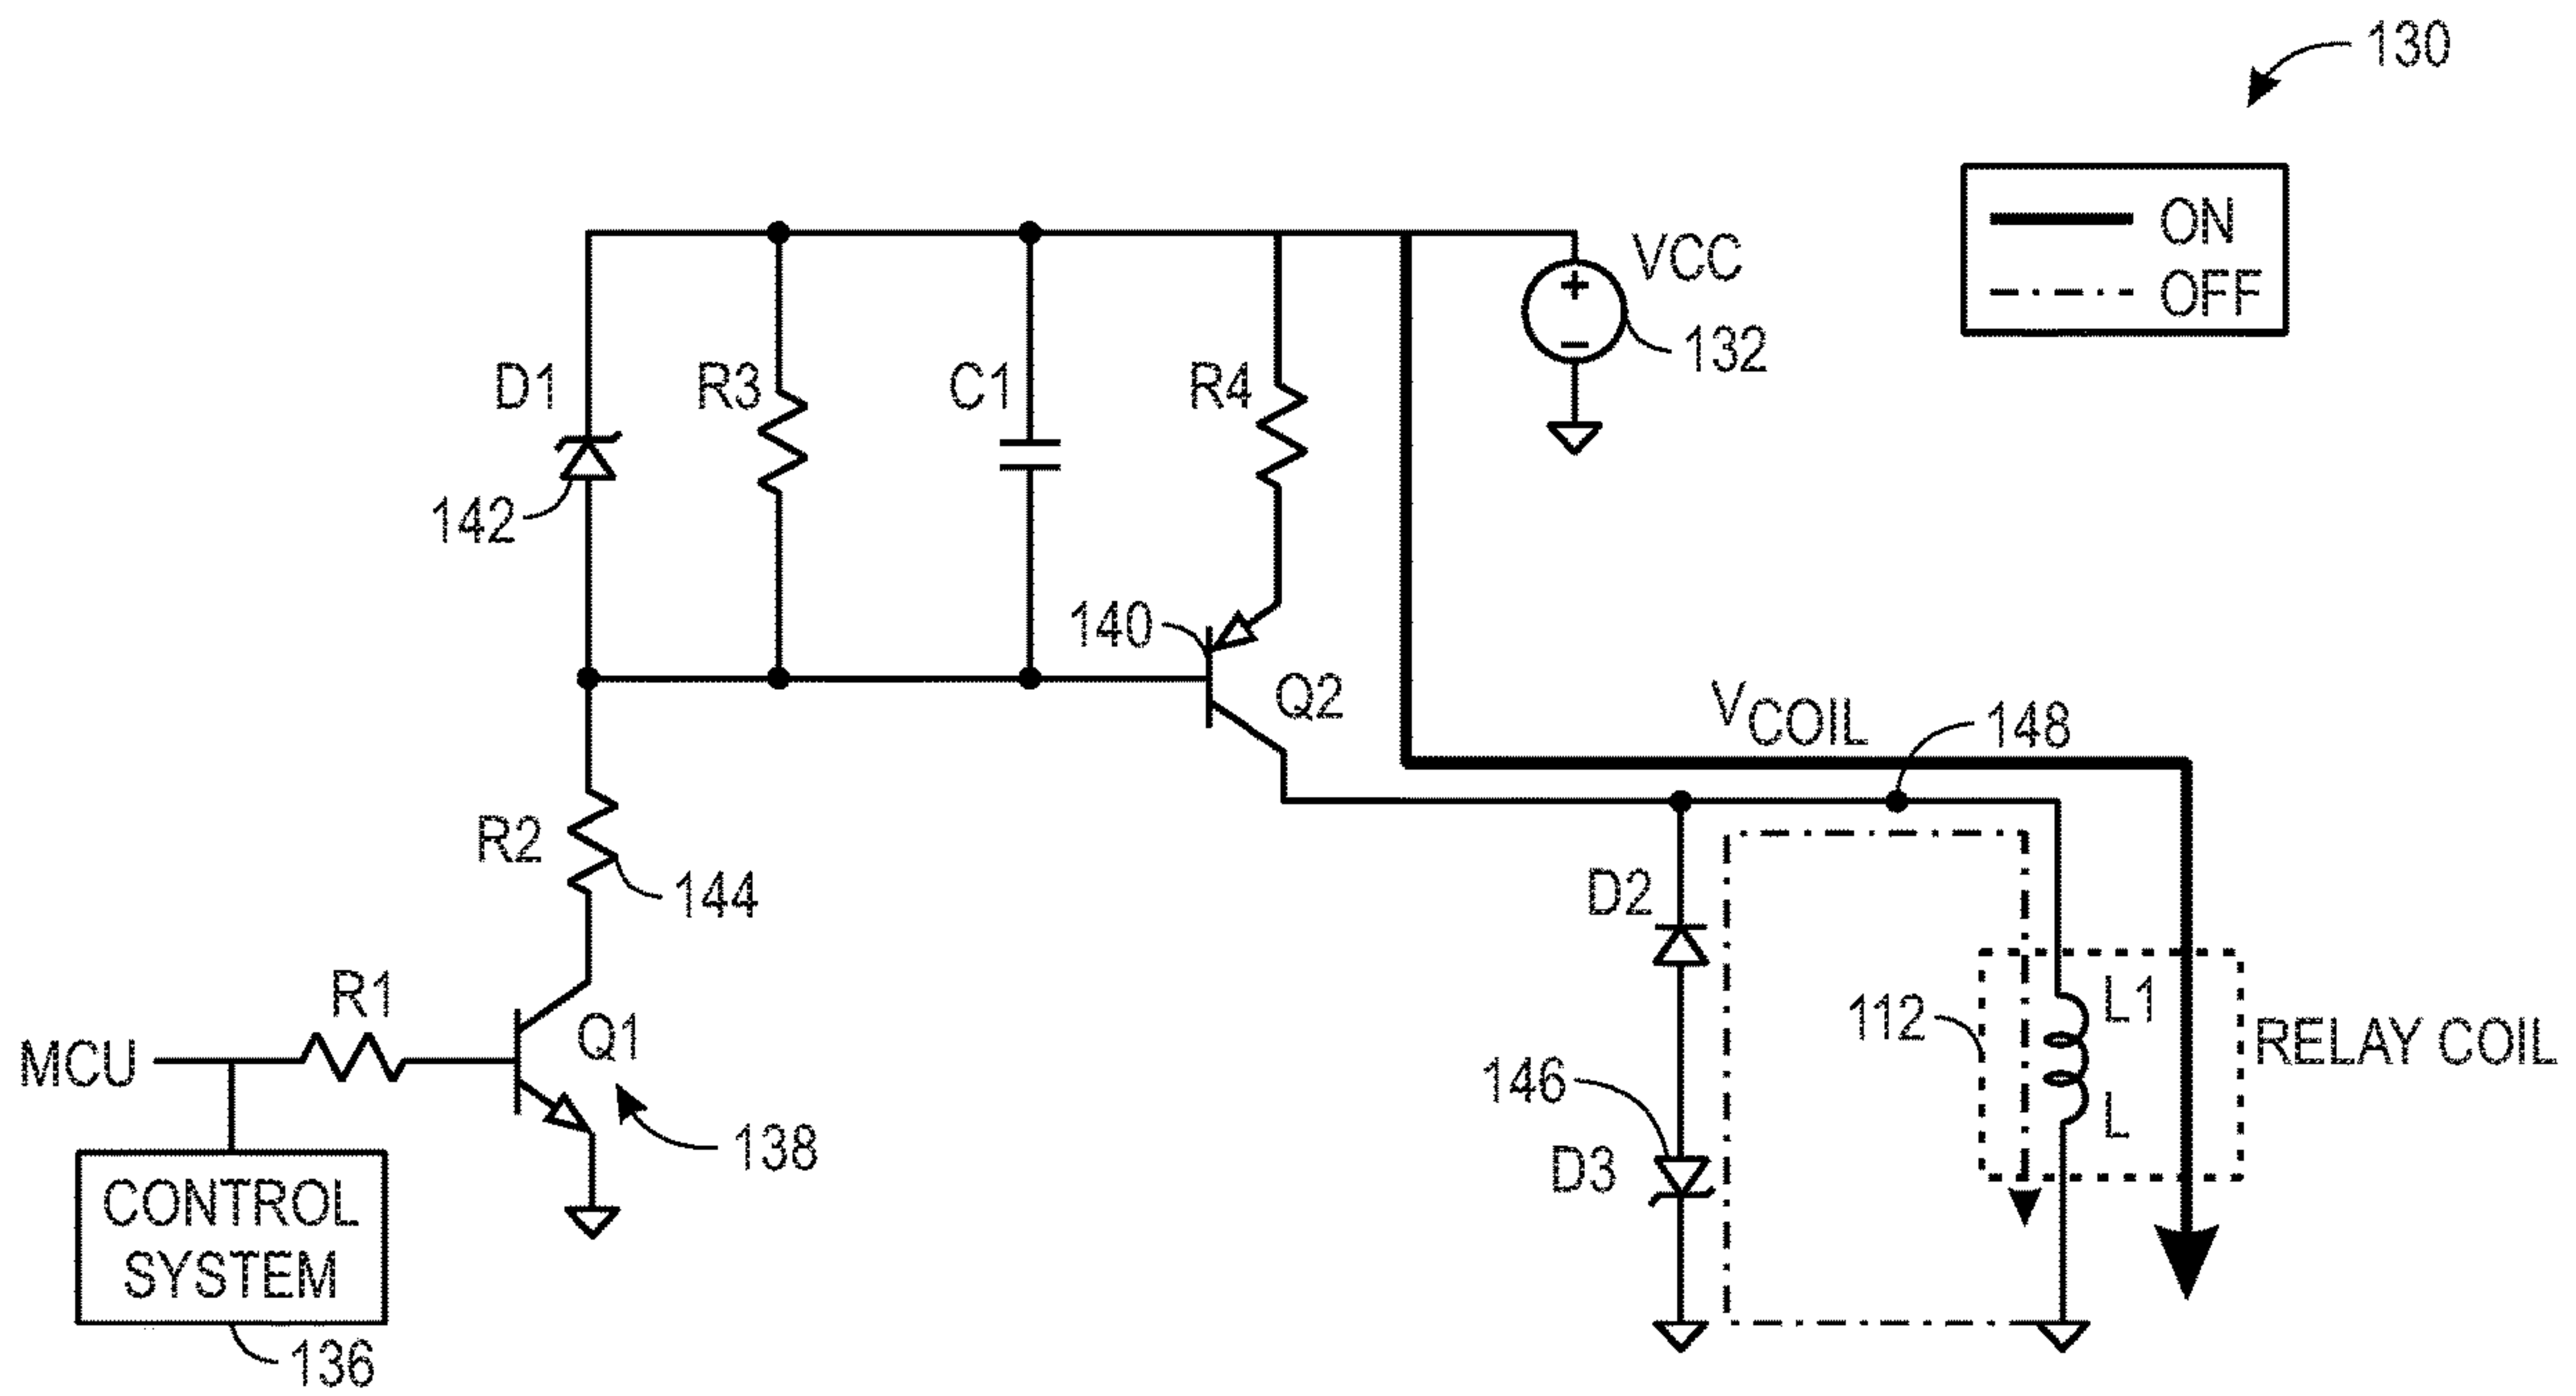 130
ON
OFF
VCC
132
D1
R3
C1
R4
142
140
Q2
V COIL
148
R2
144
D2
R1
MCU
Q1
138
112
L1
L
RELAY COIL
146
D3
CONTROL
SYSTEM
136